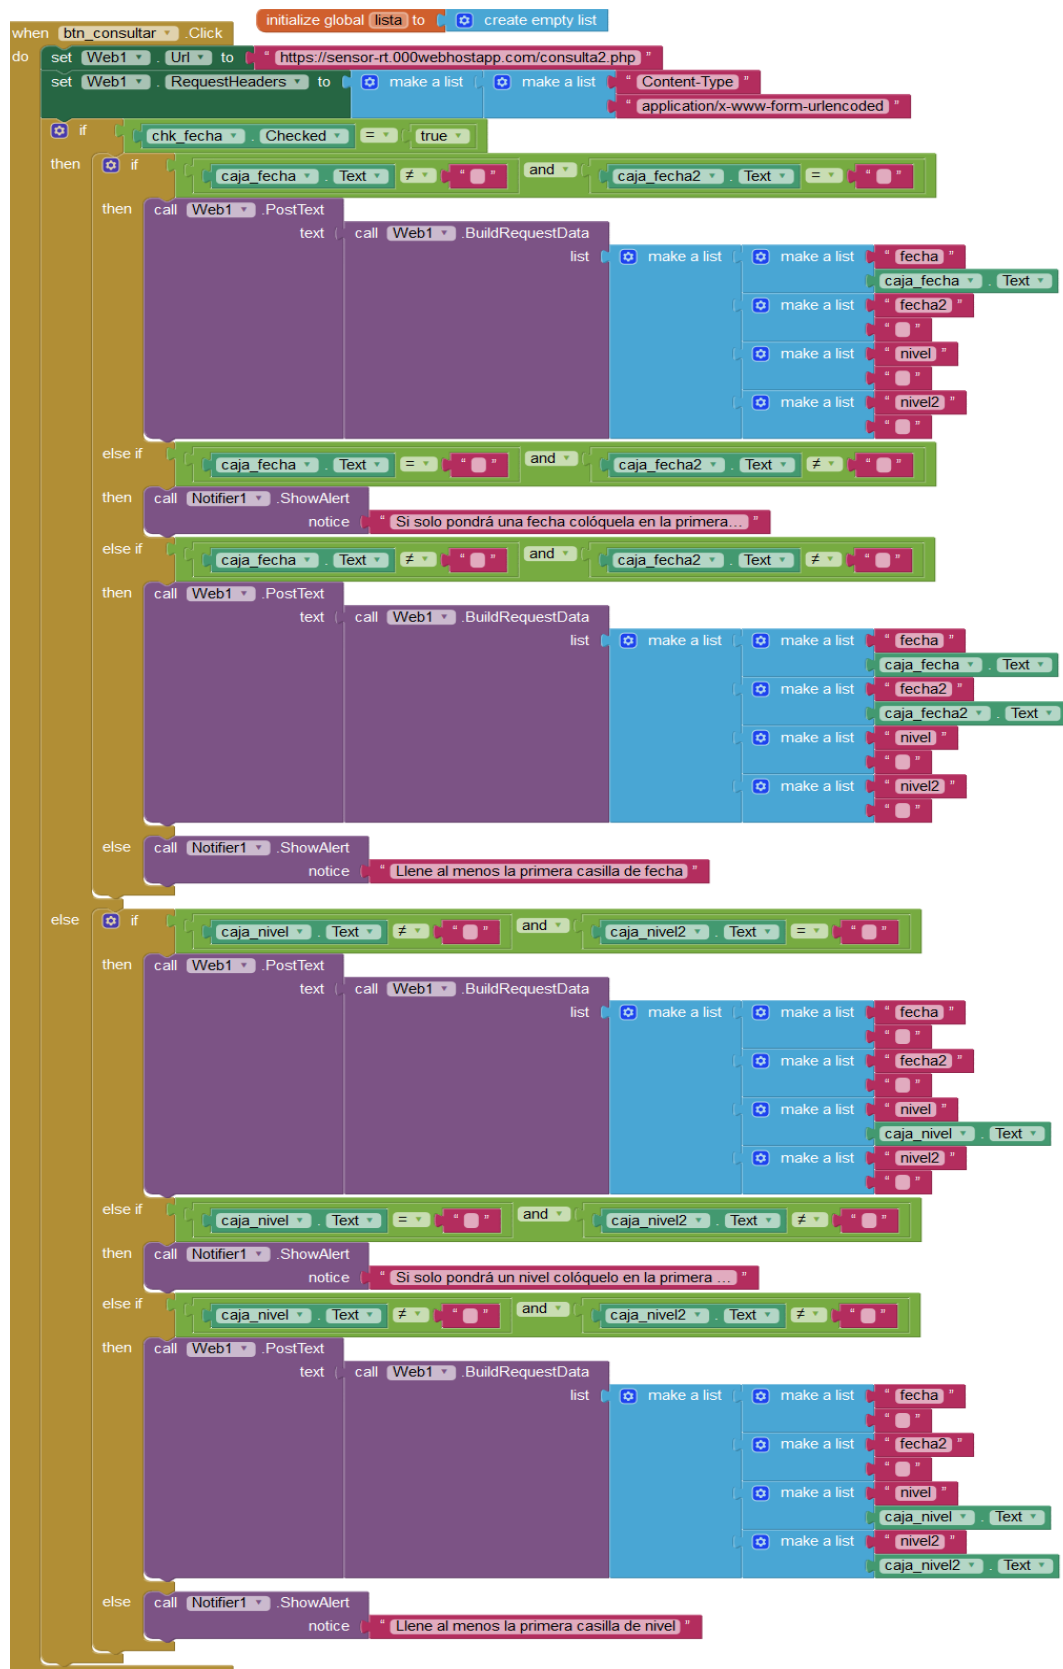 initialize global lista to create empty list
when btn_consultar .Click
do set Web1 . Url to " https://sensor-rt.000webhostapp.com/consulta2.php "
set Web1 . RequestHeaders to make a list make a list " Content-Type "
" application/x-www-form-urlencoded "
if chk_fecha . Checked = true
then if caja_fecha . Text ≠ " " and caja_fecha2 . Text = " "
then call Web1 .PostText
text call Web1 .BuildRequestData
list make a list make a list " fecha "
caja_fecha . Text
make a list " fecha2 "
" "
make a list " nivel "
" "
make a list " nivel2 "
" "
else if caja_fecha . Text = " " and caja_fecha2 . Text ≠ " "
then call Notifier1 .ShowAlert
notice " Si solo pondrá una fecha colóquela en la primera... "
else if caja_fecha . Text ≠ " " and caja_fecha2 . Text ≠ " "
then call Web1 .PostText
text call Web1 .BuildRequestData
list make a list make a list " fecha "
caja_fecha . Text
make a list " fecha2 "
caja_fecha2 . Text
make a list " nivel "
" "
make a list " nivel2 "
" "
else call Notifier1 .ShowAlert
notice " Llene al menos la primera casilla de fecha "
else if caja_nivel . Text ≠ " " and caja_nivel2 . Text = " "
then call Web1 .PostText
text call Web1 .BuildRequestData
list make a list make a list " fecha "
" "
make a list " fecha2 "
" "
make a list " nivel "
caja_nivel . Text
make a list " nivel2 "
" "
else if caja_nivel . Text = " " and caja_nivel2 . Text ≠ " "
then call Notifier1 .ShowAlert
notice " Si solo pondrá un nivel colóquelo en la primera ... "
else if caja_nivel . Text ≠ " " and caja_nivel2 . Text ≠ " "
then call Web1 .PostText
text call Web1 .BuildRequestData
list make a list make a list " fecha "
" "
make a list " fecha2 "
" "
make a list " nivel "
caja_nivel . Text
make a list " nivel2 "
caja_nivel2 . Text
else call Notifier1 .ShowAlert
notice " Llene al menos la primera casilla de nivel "